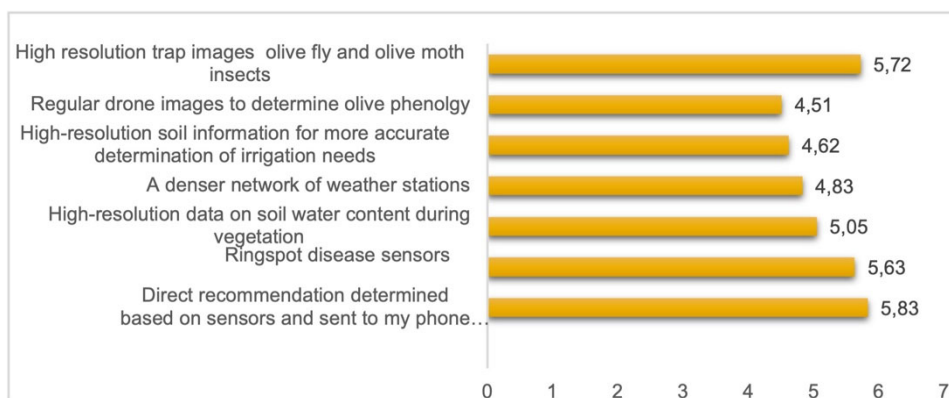 High resolution trap images olive fly and olive moth
insects
5,72
Regular drone images to determine olive phenolgy
4,51
High-resolution soil information for more accurate
determination of irrigation needs
4,62
A denser network of weather stations
4,83
High-resolution data on soil water content during
vegetation
5,05
Ringspot disease sensors
5,63
Direct recommendation determined
based on sensors and sent to my phone…
5,83
0 1 2 3 4 5 6 7